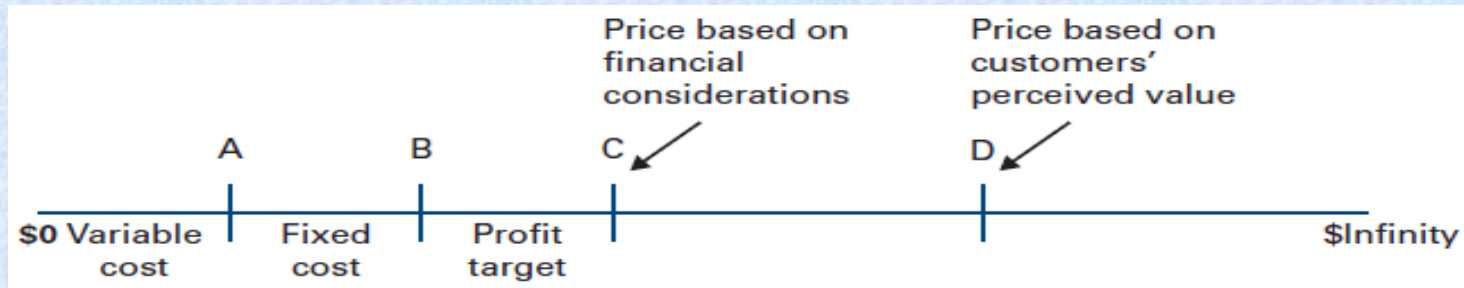 Price based on
financial
considerations
Price based on
customers'
perceived value
A
B
C
D
$0 Variable
cost
Fixed
cost
Profit
target
$Infinity